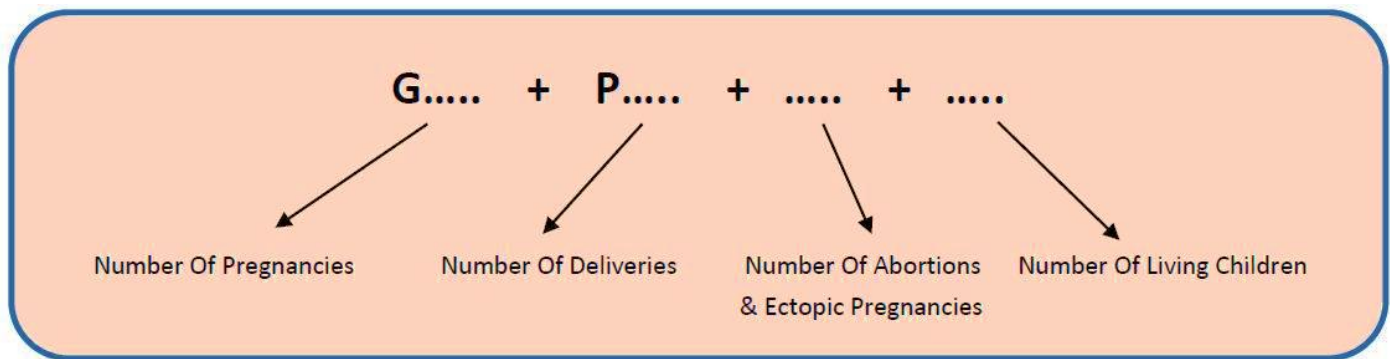 G..... + P..... + ..... + .....
Number Of Pregnancies Number Of Deliveries Number Of Abortions Number Of Living Children
& Ectopic Pregnancies